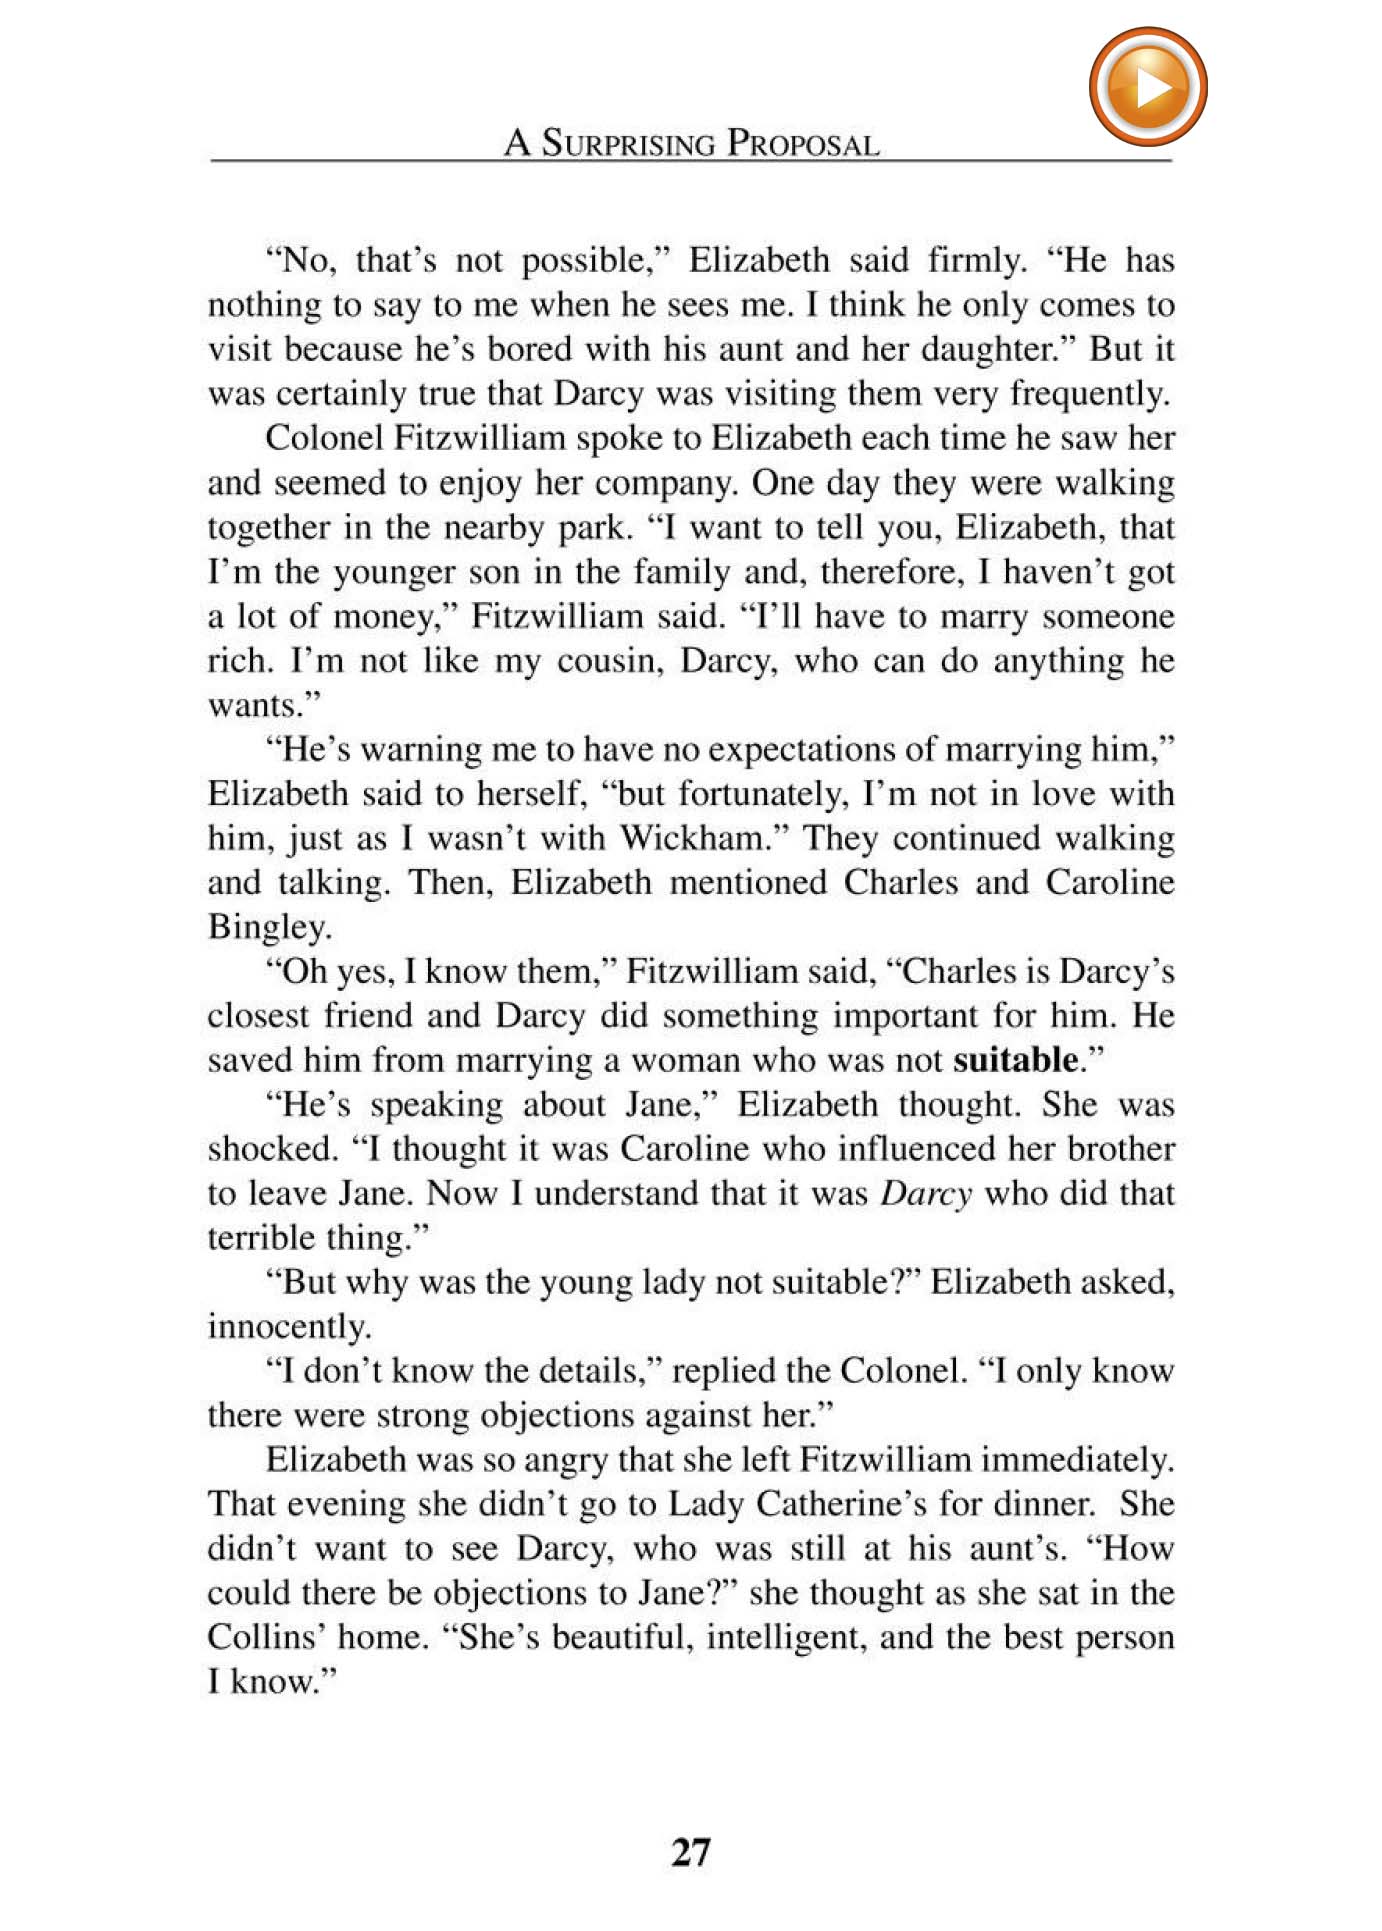 A SURPRISING PROPOSAL
“No, that’s not possible,” Elizabeth said firmly. “He has
nothing to say to me when he sees me. I think he only comes to
visit because he’s bored with his aunt and her daughter.” But it
was certainly true that Darcy was visiting them very frequently.
Colonel Fitzwilliam spoke to Elizabeth each time he saw her
and seemed to enjoy her company. One day they were walking
together in the nearby park. “I want to tell you, Elizabeth, that
I’m the younger son in the family and, therefore, I haven’t got
a lot of money,” Fitzwilliam said. “I’ll have to marry someone
rich. I’m not like my cousin, Darcy, who can do anything he
wants.”
“He’s warning me to have no expectations of marrying him,”
Elizabeth said to herself, “but fortunately, I’m not in love with
him, just as I wasn’t with Wickham.” They continued walking
and talking. Then, Elizabeth mentioned Charles and Caroline
Bingley.
“Oh yes, I know them,” Fitzwilliam said, “Charles is Darcy’s
closest friend and Darcy did something important for him. He
saved him from marrying a woman who was not suitable.”
“He’s speaking about Jane,” Elizabeth thought. She was
shocked. “I thought it was Caroline who influenced her brother
to leave Jane. Now I understand that it was Darcy who did that
terrible thing.”
“But why was the young lady not suitable?” Elizabeth asked,
innocently.
“I don’t know the details,” replied the Colonel. “I only know
there were strong objections against her.”
Elizabeth was so angry that she left Fitzwilliam immediately.
That evening she didn’t go to Lady Catherine’s for dinner. She
didn’t want to see Darcy, who was still at his aunt’s. “How
could there be objections to Jane?” she thought as she sat in the
Collins’ home. “She’s beautiful, intelligent, and the best person
I know.”
27